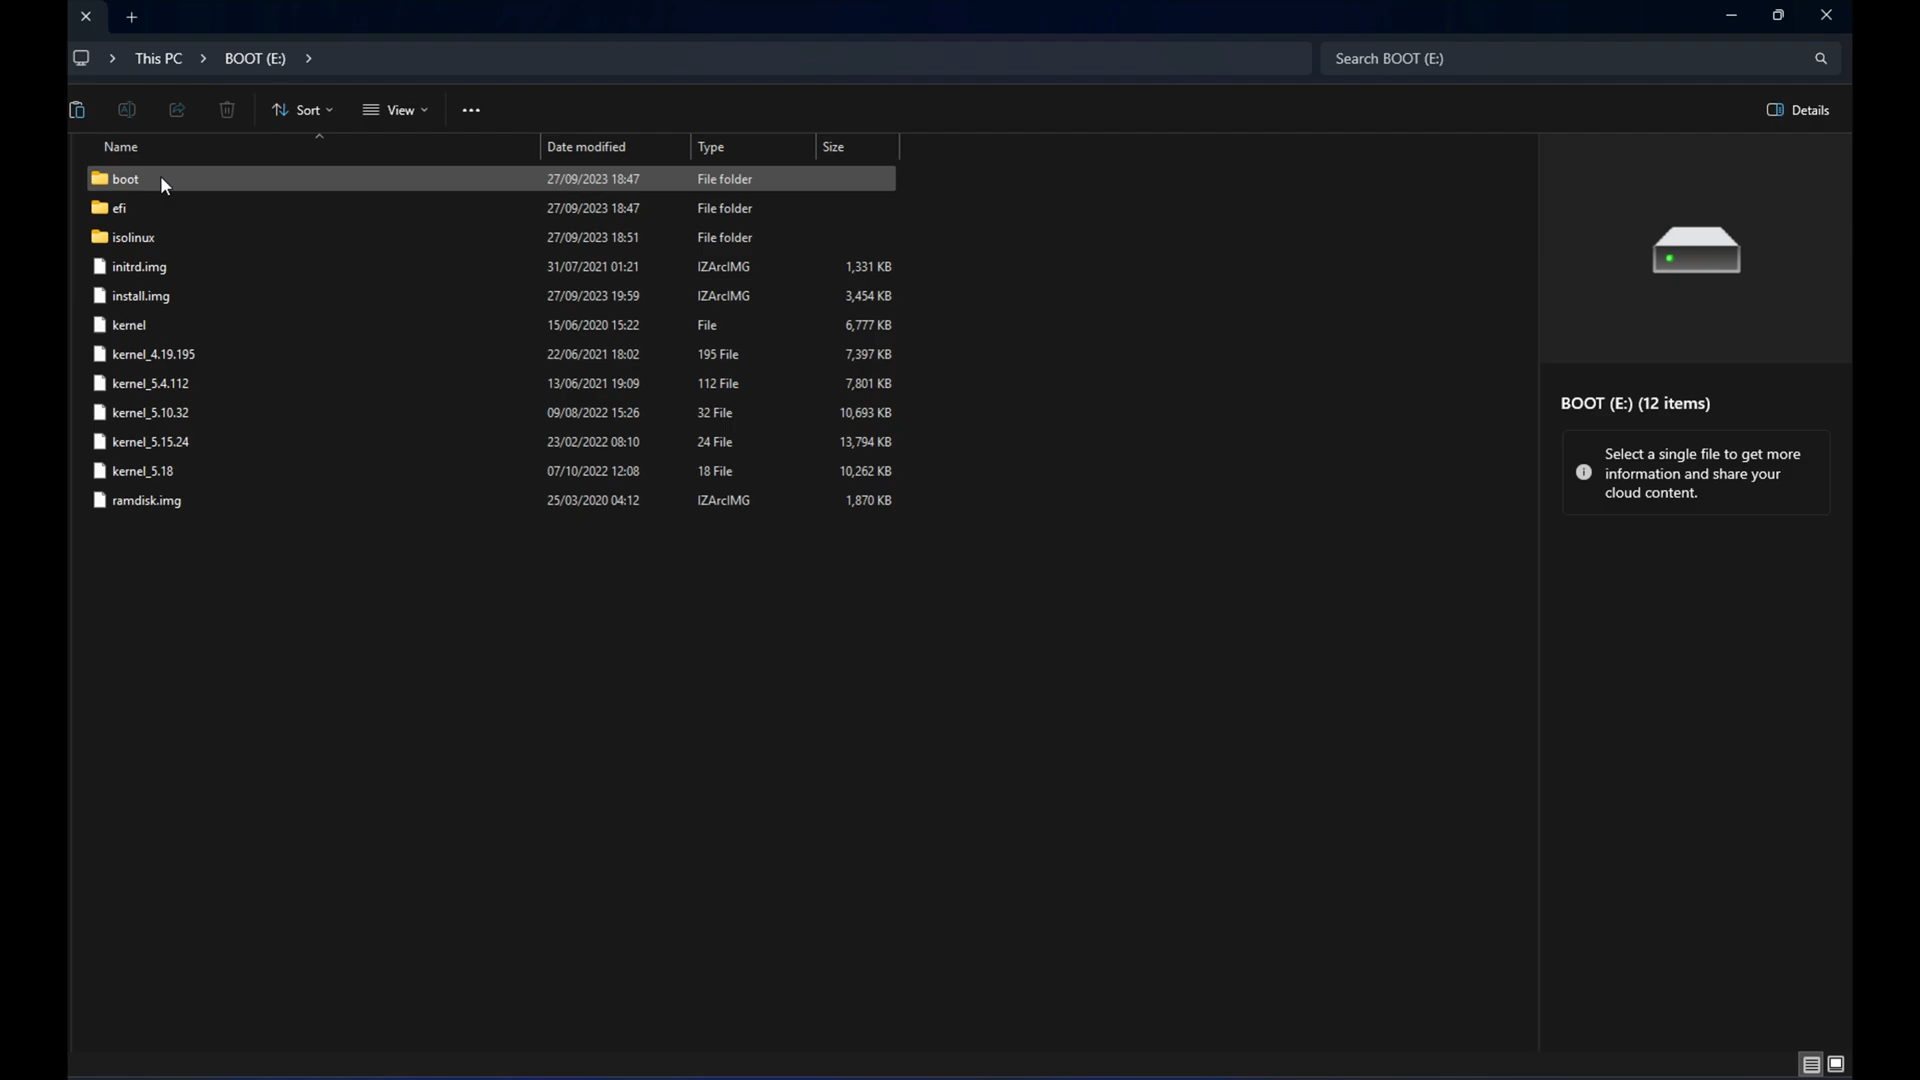 This PC BOOT (E:) Search BOOT (E:)
Sort View Details
Name Date modified Type Size
boot 27/09/2023 18:47 File folder
efi 27/09/2023 18:47 File folder
isolinux 27/09/2023 18:51 File folder
initrd.img 31/07/2021 01:21 IZArcIMG 1,331 KB
install.img 27/09/2023 19:59 IZArcIMG 3,454 KB
kernel 15/06/2020 15:22 File 6,777 KB
kernel_4.19.195 22/06/2021 18:02 195 File 7,397 KB
kernel_5.4.112 13/06/2021 19:09 112 File 7,801 KB
kernel_5.10.32 09/08/2022 15:26 32 File 10,693 KB
kernel_5.15.24 23/02/2022 08:10 24 File 13,794 KB
kernel_5.18 07/10/2022 12:08 18 File 10,262 KB
ramdisk.img 25/03/2020 04:12 IZArcIMG 1,870 KB
BOOT (E:) (12 items)
Select a single file to get more
information and share your
cloud content.